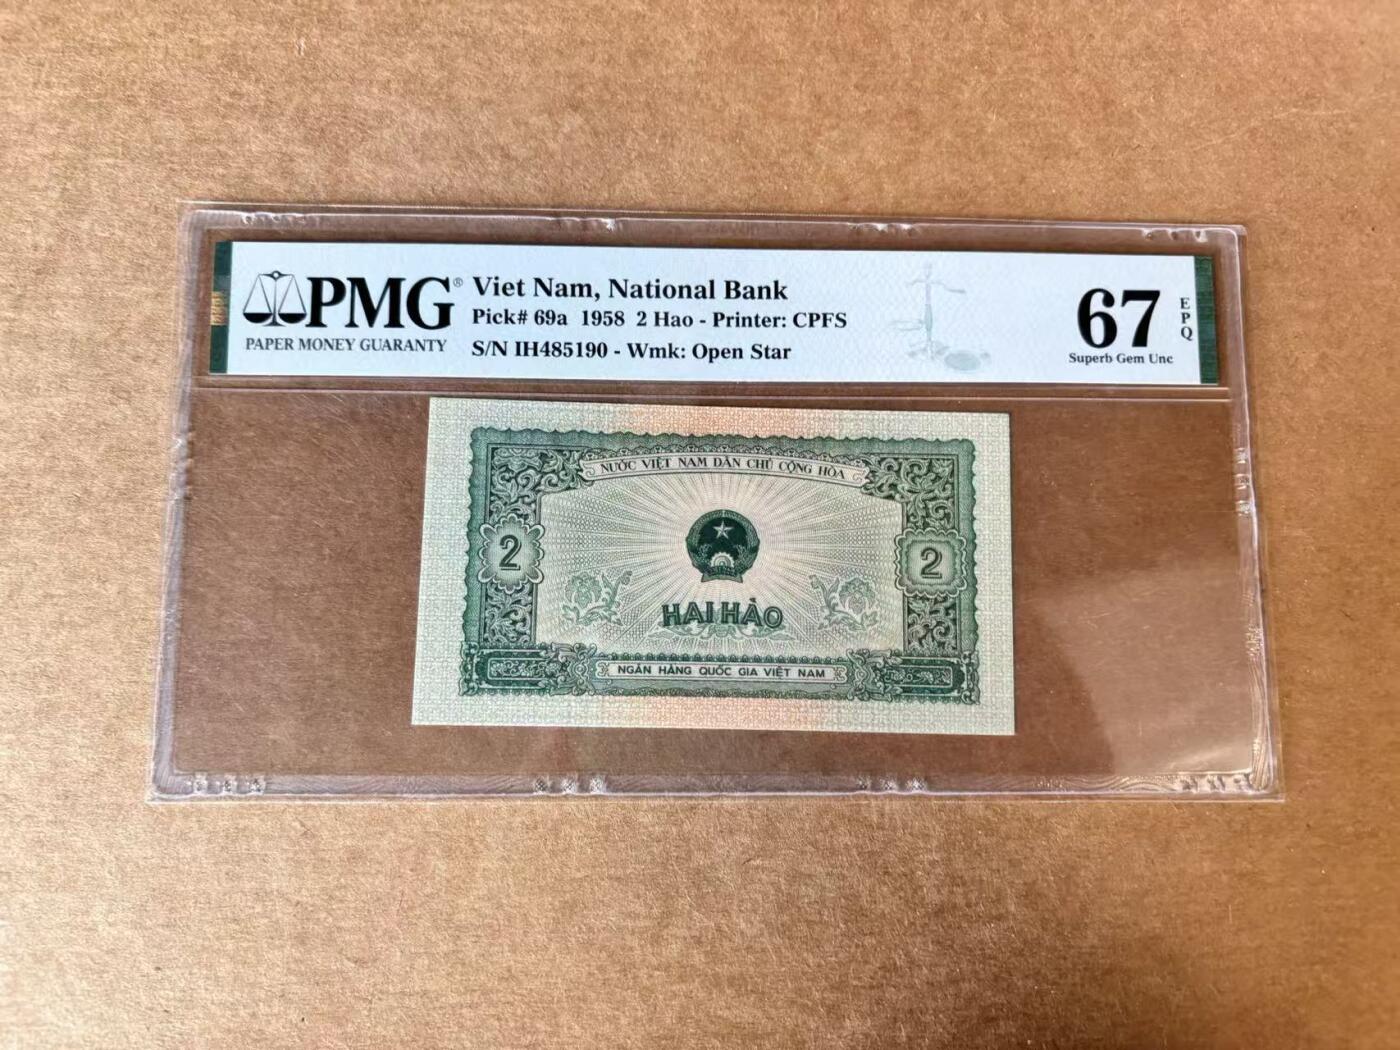 PMG®
PAPER MONEY GUARANTY
Viet Nam, National Bank
Pick# 69a 1958 2 Hao - Printer: CPFS
S/N IH485190 - Wmk: Open Star
67
Superb Gem Unc
EPQ
NƯỚC VIỆT NAM DÂN CHỦ CỘNG HÒA
2
2
HAI HÀO
NGÂN HÀNG QUỐC GIA VIỆT NAM